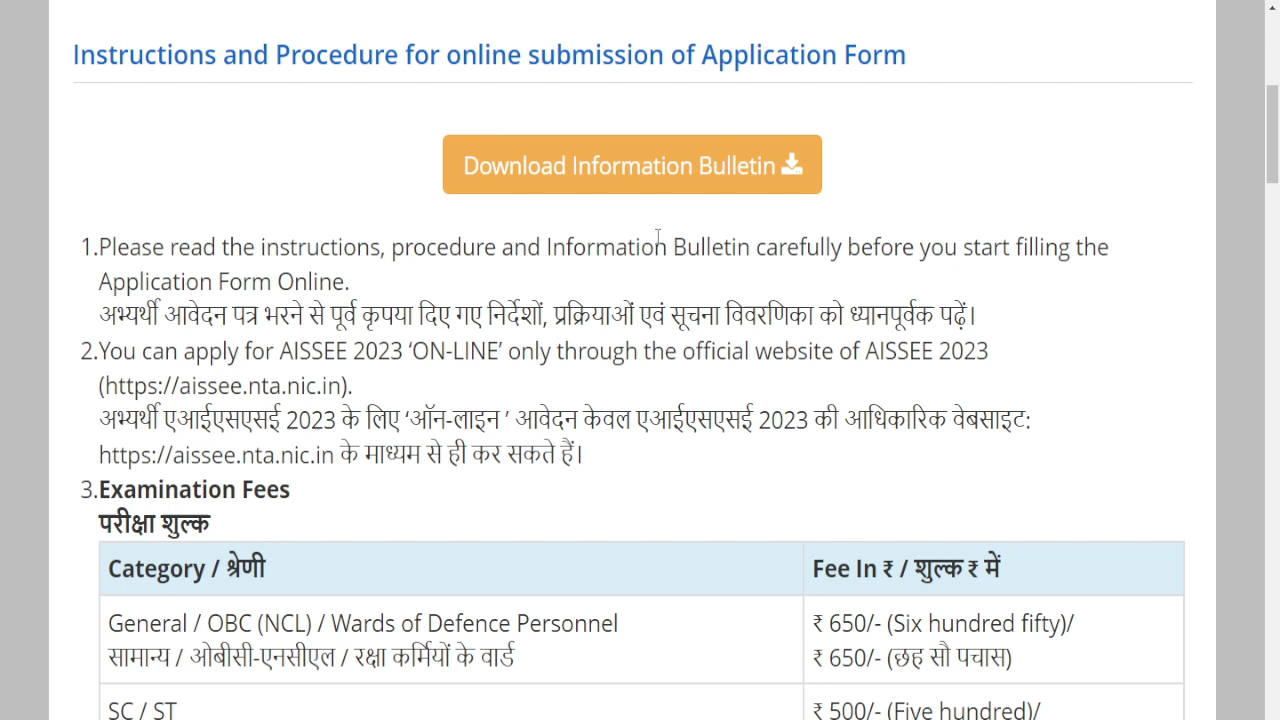 Instructions and Procedure for online submission of Application Form
Download Information Bulletin
1.Please read the instructions, procedure and Information Bulletin carefully before you start filling the
Application Form Online.
अभ्यर्थी आवेदन पत्र भरने से पूर्व कृपया दिए गए निर्देशों, प्रक्रियाओं एवं सूचना विवरणिका को ध्यानपूर्वक पढ़ें।
2.You can apply for AISSEE 2023 ‘ON-LINE’ only through the official website of AISSEE 2023
(https://aissee.nta.nic.in).
अभ्यर्थी एआईएसएसई 2023 के लिए ‘ऑन-लाइन ’ आवेदन केवल एआईएसएसई 2023 की आधिकारिक वेबसाइट:
https://aissee.nta.nic.in के माध्यम से ही कर सकते हैं।
3.Examination Fees
परीक्षा शुल्क
Category / श्रेणी
Fee In ₹ / शुल्क ₹ में
General / OBC (NCL) / Wards of Defence Personnel
सामान्य / ओबीसी-एनसीएल / रक्षा कर्मियों के वार्ड
₹ 650/- (Six hundred fifty)/
₹ 650/- (छह सौ पचास)
SC / ST
₹ 500/- (Five hundred)/